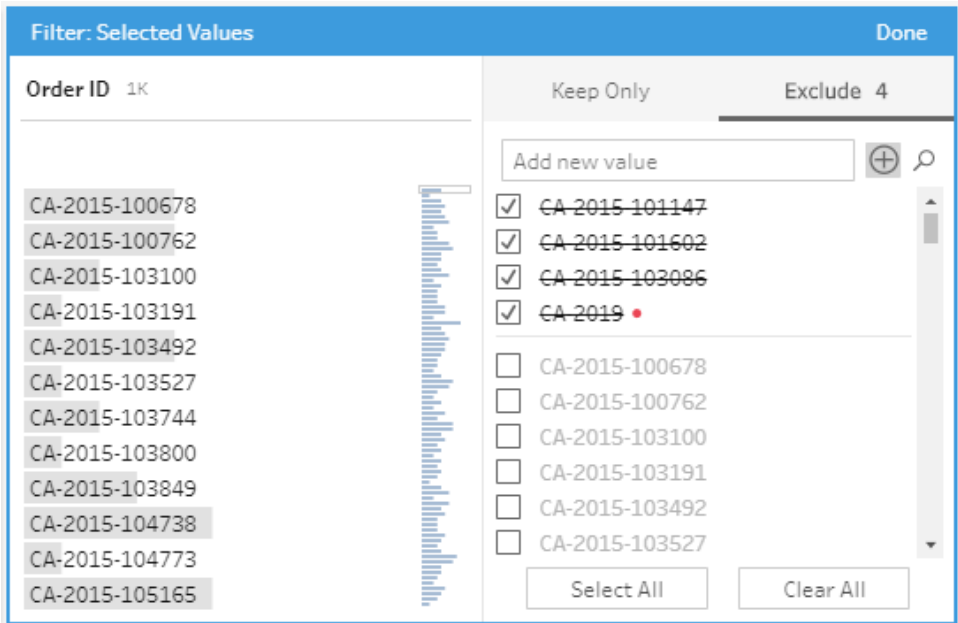 Filter: Selected Values Done
Order ID 1K
Keep Only Exclude 4
Add new value
CA-2015-100678
CA-2015-100762
CA-2015-103100
CA-2015-103191
CA-2015-103492
CA-2015-103527
CA-2015-103744
CA-2015-103800
CA-2015-103849
CA-2015-104738
CA-2015-104773
CA-2015-105165
CA-2015-101147
CA-2015-101602
CA-2015-103086
CA-2019
CA-2015-100678
CA-2015-100762
CA-2015-103100
CA-2015-103191
CA-2015-103492
CA-2015-103527
Select All Clear All